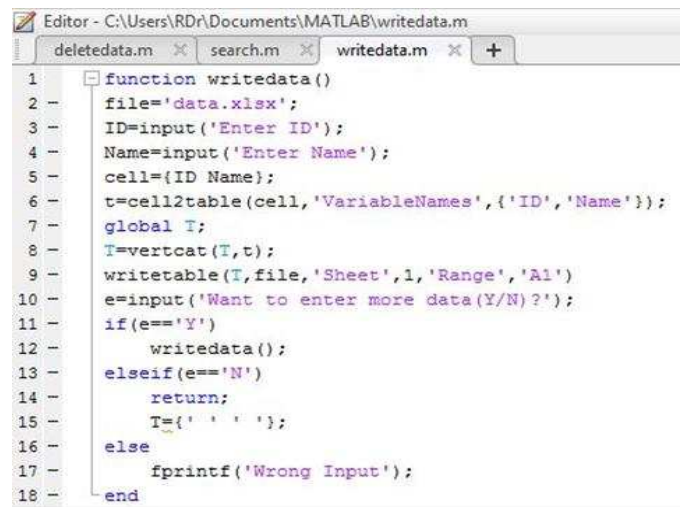 Editor - C:\Users\RDr\Documents\MATLAB\writedata.m
deletedata.m × search.m × writedata.m × +
1 function writedata()
2 - file='data.xlsx';
3 - ID=input('Enter ID');
4 - Name=input('Enter Name');
5 - cell={ID Name};
6 - t=cell2table(cell,'VariableNames',{'ID','Name'});
7 - global T;
8 - T=vertcat(T,t);
9 - writetable(T,file,'Sheet',1,'Range','A1')
10 - e=input('Want to enter more data(Y/N)?');
11 - if(e=='Y')
12 - writedata();
13 - elseif(e=='N')
14 - return;
15 - T={' ' ' '};
16 - else
17 - fprintf('Wrong Input');
18 - end